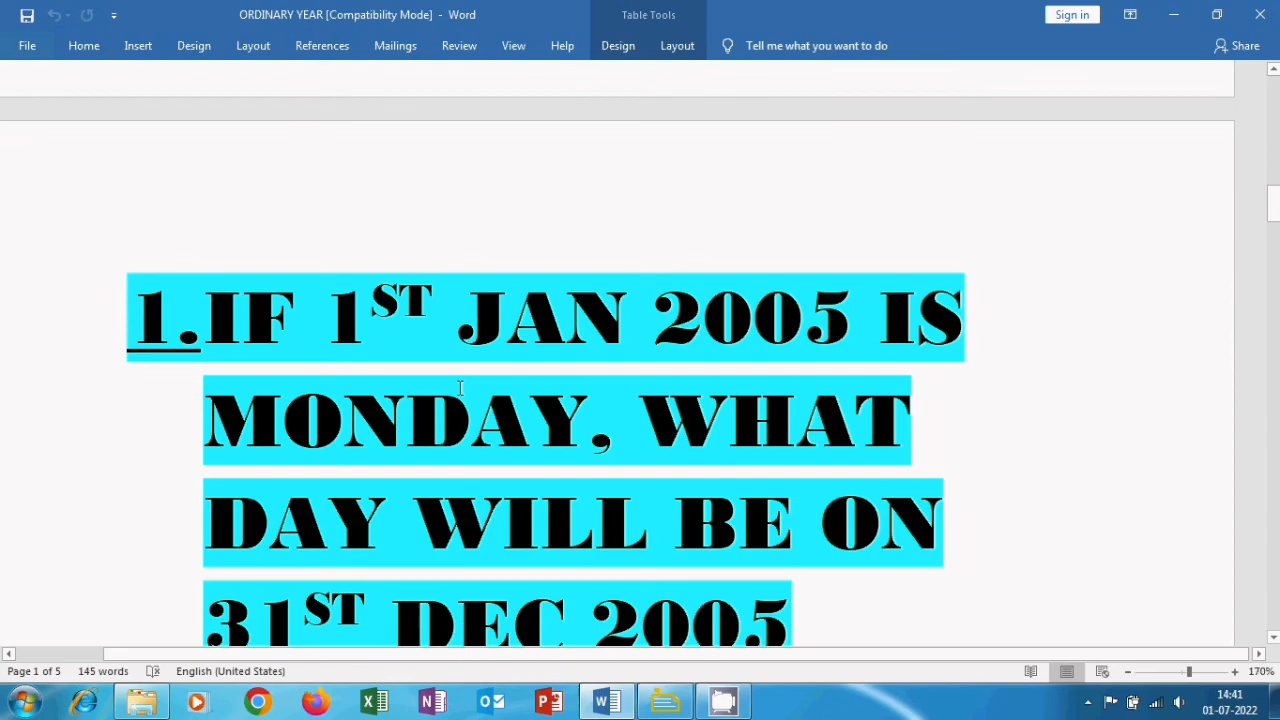 ORDINARY YEAR [Compatibility Mode] - Word
Table Tools
Sign in
File Home Insert Design Layout References Mailings Review View Help Design Layout Tell me what you want to do Share
1.IF 1ST JAN 2005 IS
MONDAY, WHAT
DAY WILL BE ON
31ST DEC 2005
Page 1 of 5 145 words English (United States) 170%
14:41
01-07-2022